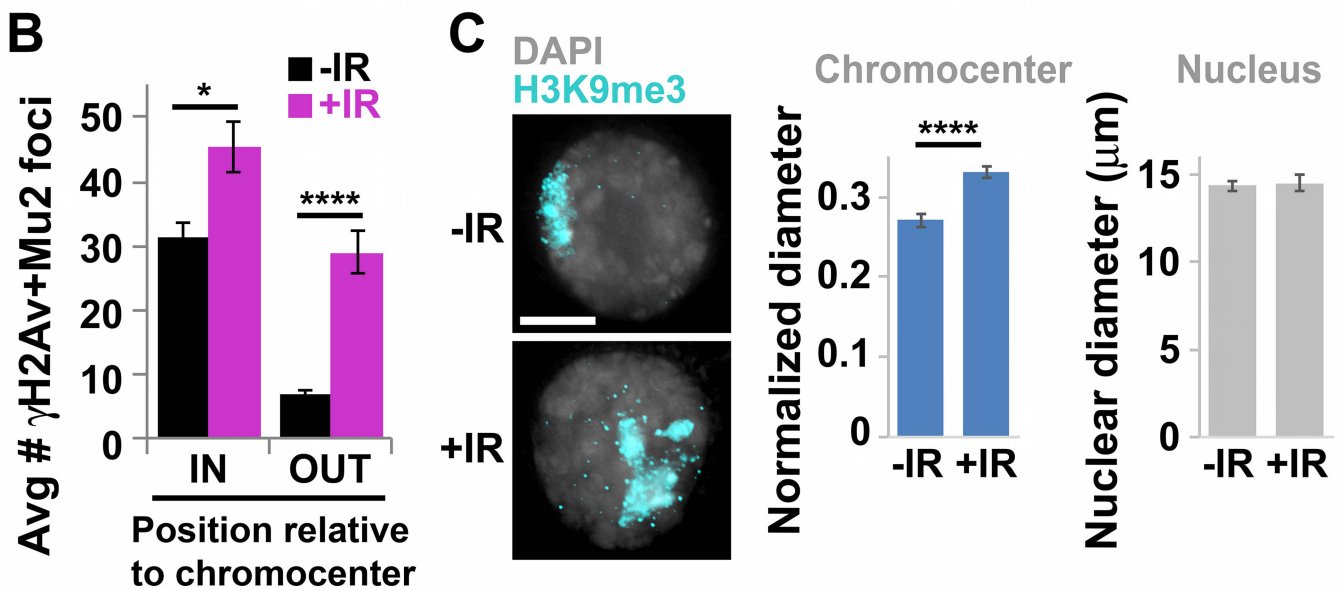 B
-IR
+IR
Avg # γH2Av+Mu2 foci
50
40
30
20
10
0
*
****
IN
OUT
Position relative
to chromocenter
C
DAPI
H3K9me3
-IR
+IR
Chromocenter
Normalized diameter
0.3
0.2
0.1
0
****
-IR +IR
Nucleus
Nuclear diameter (μm)
15
10
5
0
-IR +IR